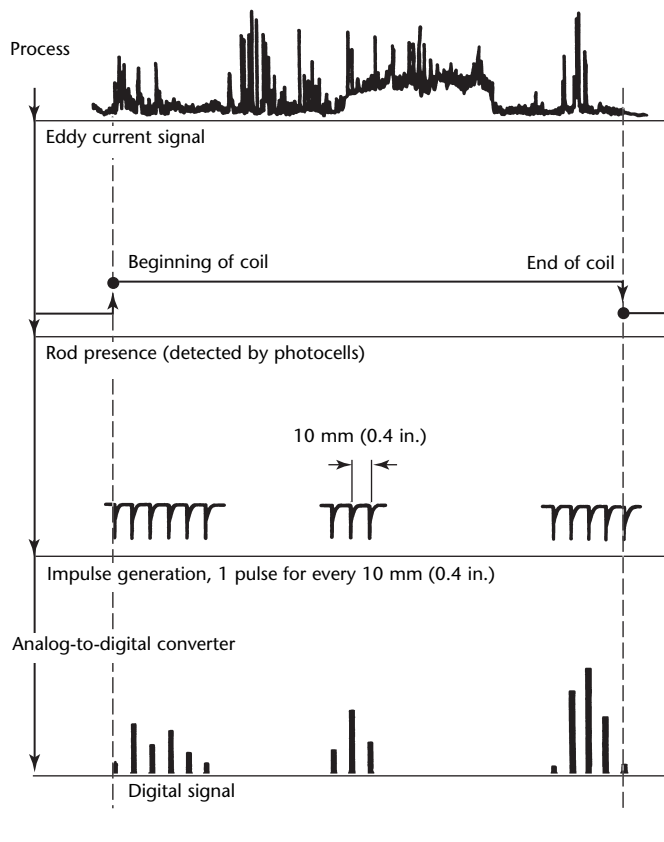 Process
Eddy current signal
Beginning of coil
End of coil
Rod presence (detected by photocells)
10 mm (0.4 in.)
Impulse generation, 1 pulse for every 10 mm (0.4 in.)
Analog-to-digital converter
Digital signal